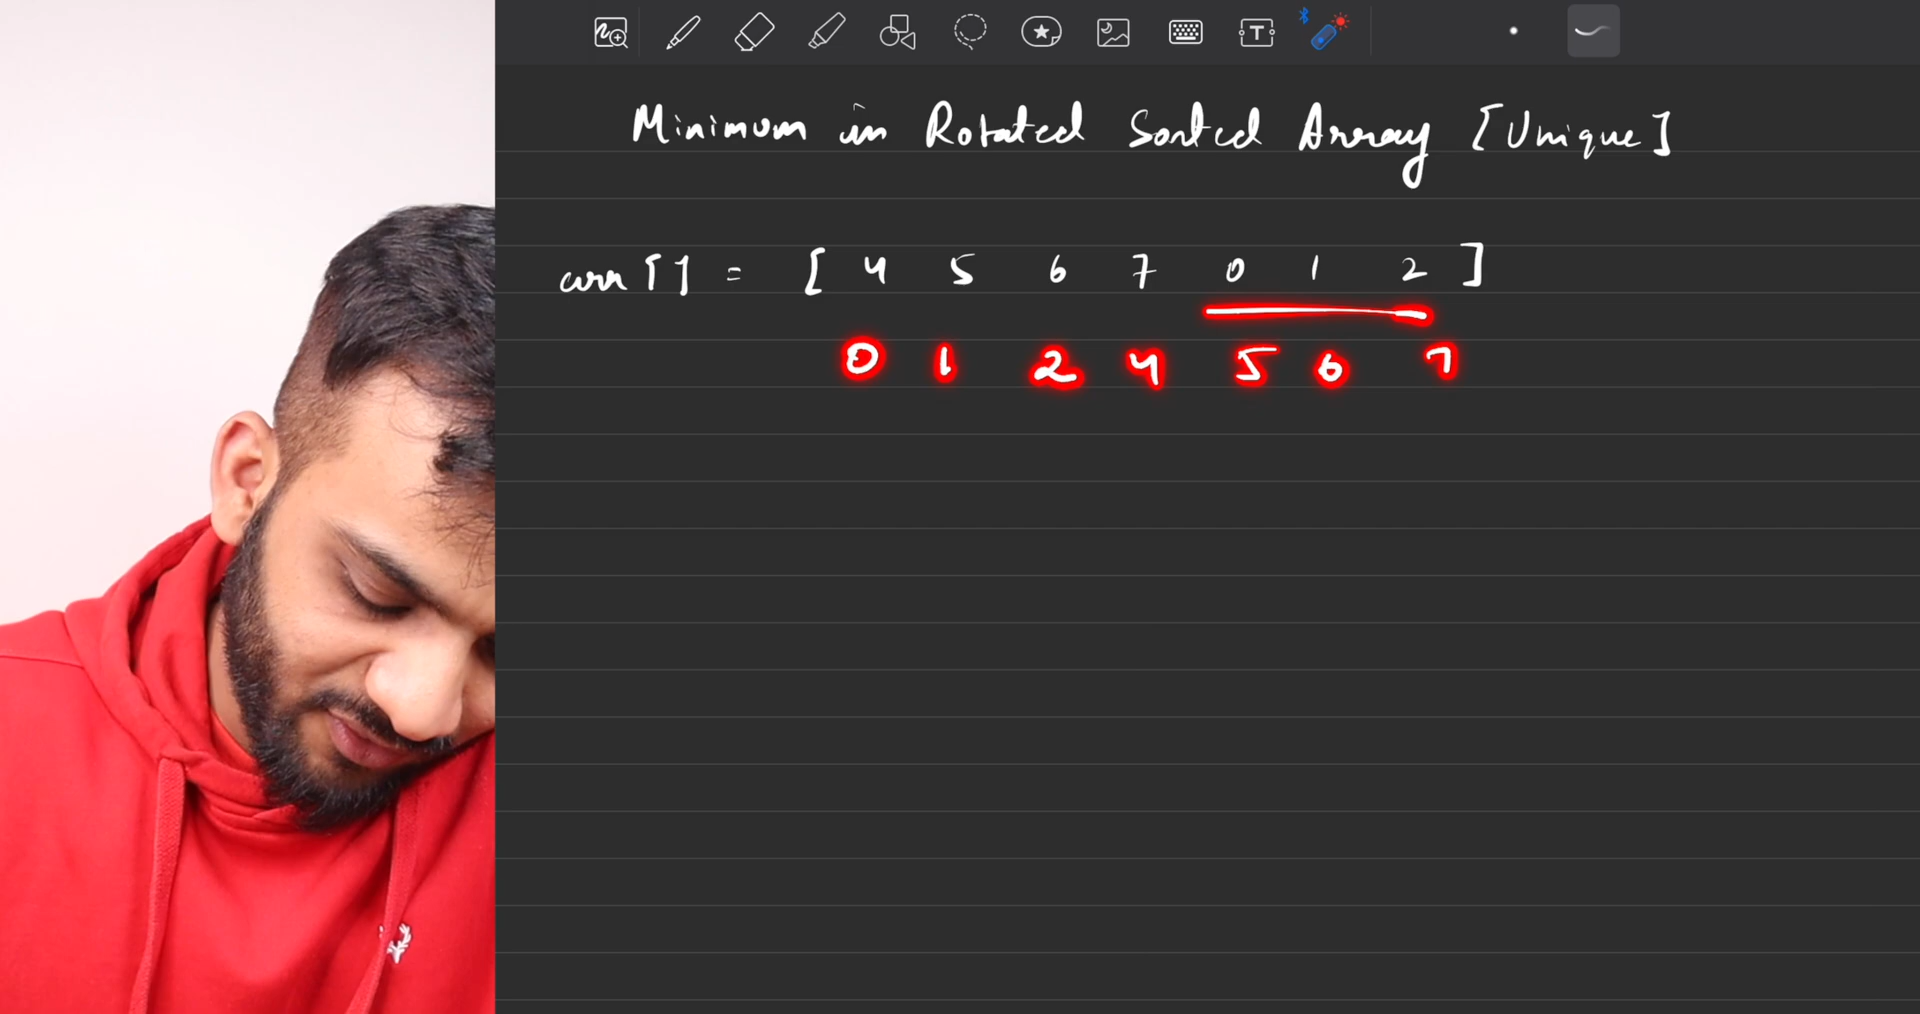 Minimum in Rotated Sorted Array [Unique]
arr[] = [ 4 5 6 7 0 1 2 ]
0 1 2 4 5 6 7